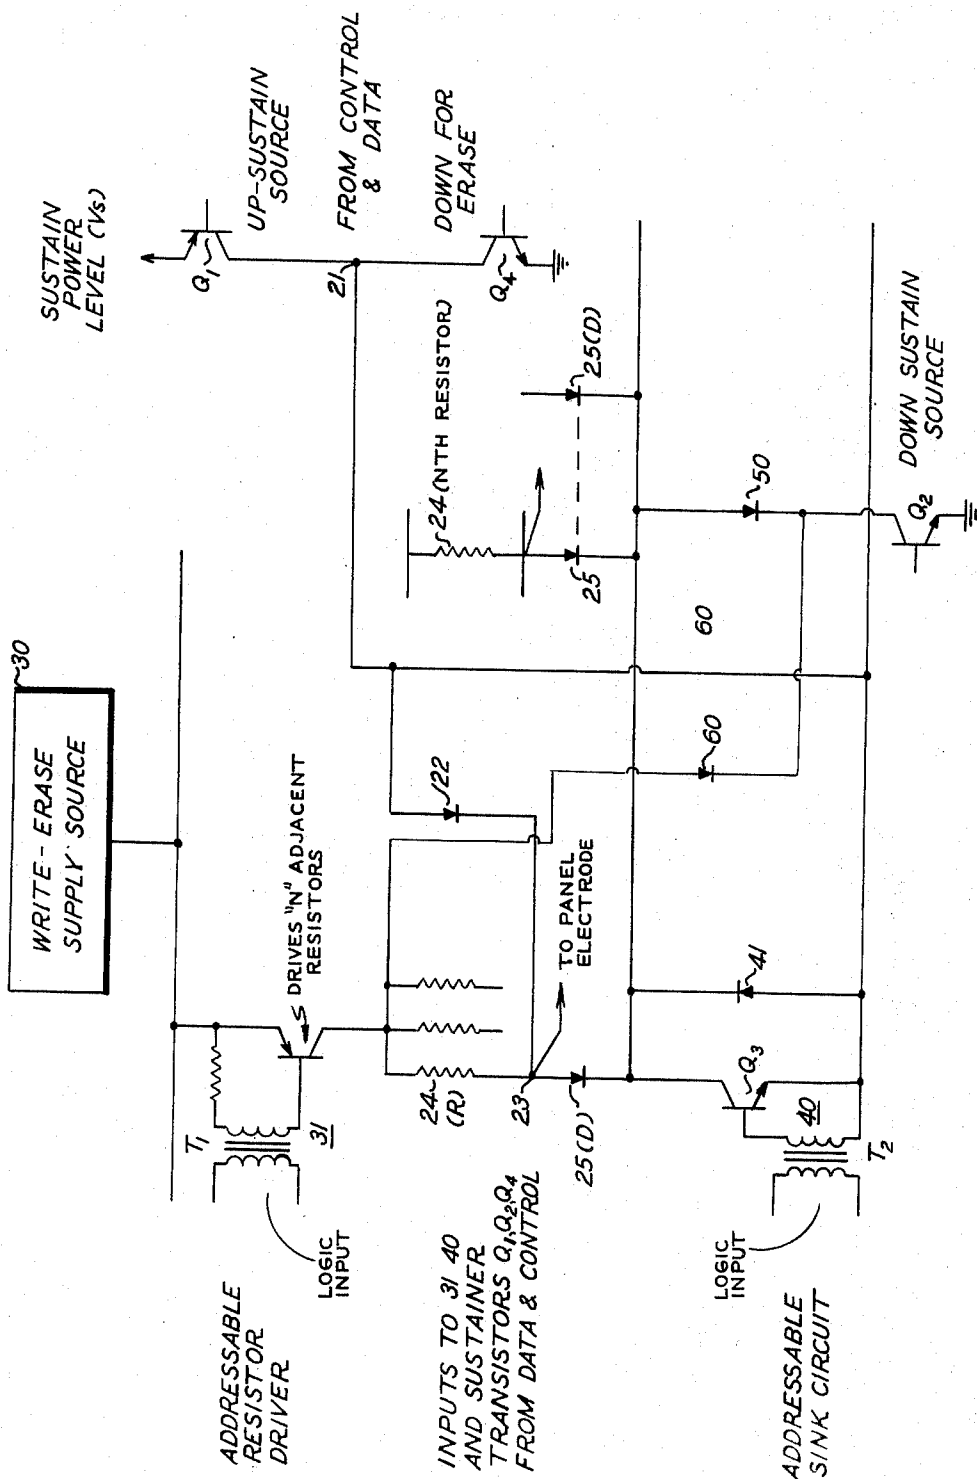 30
WRITE - ERASE
SUPPLY SOURCE
SUSTAIN
POWER
LEVEL (Vs)
Q1
UP-SUSTAIN
SOURCE
21
FROM CONTROL
& DATA
Q4
DOWN FOR
ERASE
ADDRESSABLE
RESISTOR
DRIVER
LOGIC
INPUT
T1
31
DRIVES "N" ADJACENT
RESISTORS
24
(R)
122
24 (NTH RESISTOR)
25
25(D)
INPUTS TO 31 40
AND SUSTAINER
TRANSISTORS Q1,Q2,Q4
FROM DATA & CONTROL
23
TO PANEL
ELECTRODE
25(D)
60
60
50
ADDRESSABLE
SINK CIRCUIT
LOGIC
INPUT
T2
40
Q3
41
Q2
DOWN SUSTAIN
SOURCE